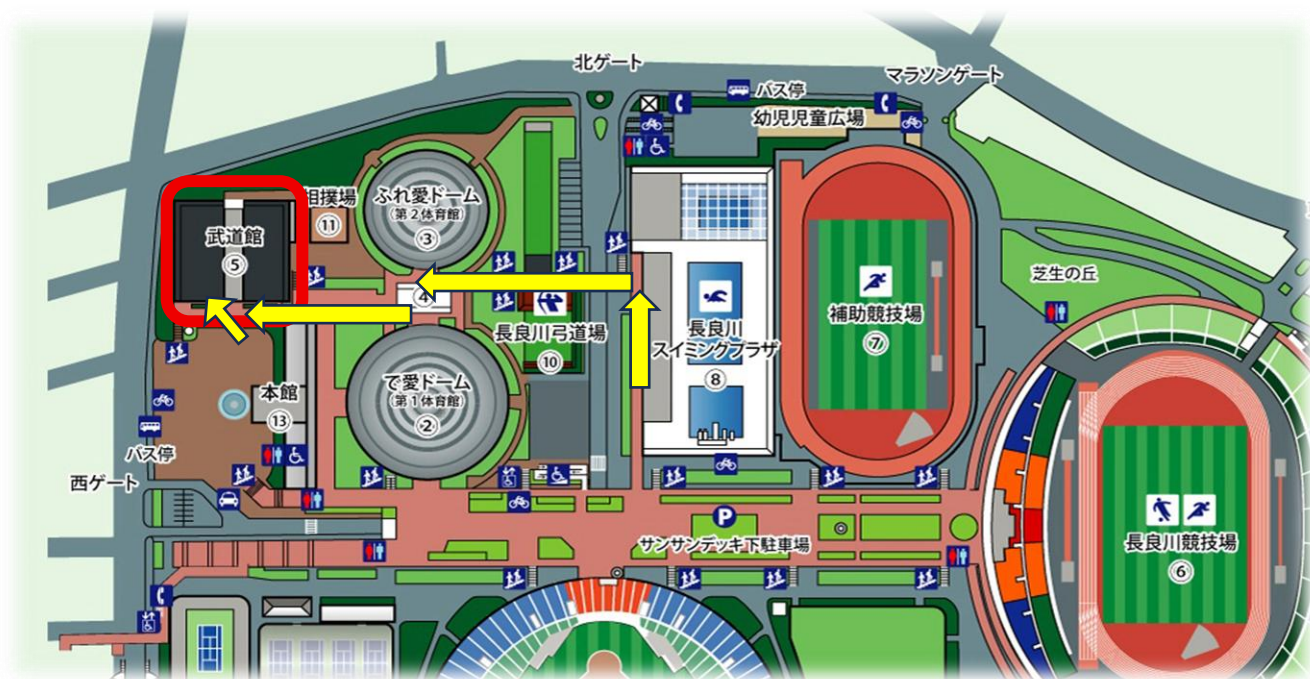 北ゲート
マラソンゲート
バス停
幼児児童広場
相撲場
⑪
ふれ愛ドーム
(第2体育館)
③
武道館
⑤
④
芝生の丘
長良川弓道場
⑩
長良川
スイミングプラザ
⑧
補助競技場
⑦
で愛ドーム
(第1体育館)
②
本館
⑬
バス停
西ゲート
P
サンサンデッキ下駐車場
長良川競技場
⑥